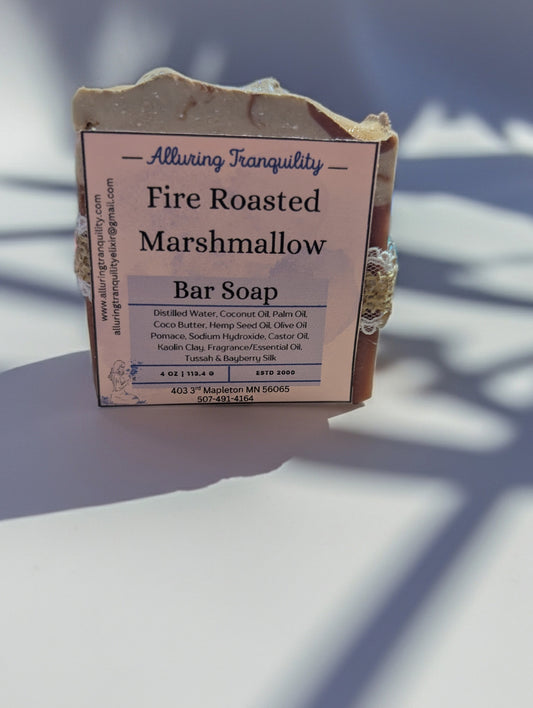 Alluring Tranquility
Fire Roasted
Marshmallow
Bar Soap
Distilled Water, Coconut Oil, Palm Oil,
Coco Butter, Hemp Seed Oil, Olive Oil
Pomace, Sodium Hydroxide, Castor Oil,
Kaolin Clay, Fragrance/Essential Oil,
Tussah & Bayberry Silk
4 OZ | 113.4 G ESTD 2020
403 3rd Mapleton MN 56065
507-491-4164
www.alluringtranquility.com
alluringtranquilityelixir@gmail.com